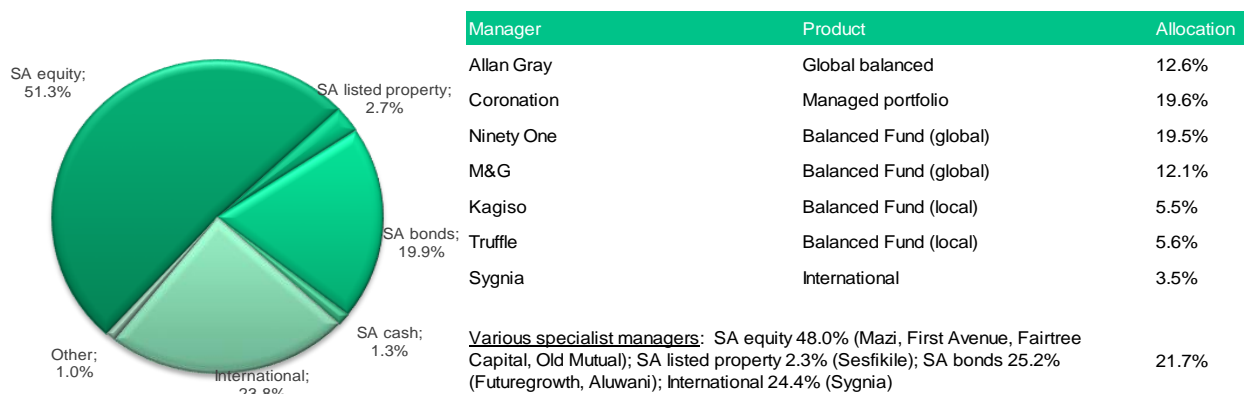 SA equity;
51.3%
SA listed property;
2.7%
SA bonds;
19.9%
SA cash;
1.3%
International;
23.8%
Other;
1.0%
Manager Product Allocation
Allan Gray Global balanced 12.6%
Coronation Managed portfolio 19.6%
Ninety One Balanced Fund (global) 19.5%
M&G Balanced Fund (global) 12.1%
Kagiso Balanced Fund (local) 5.5%
Truffle Balanced Fund (local) 5.6%
Sygnia International 3.5%
Various specialist managers: SA equity 48.0% (Mazi, First Avenue, Fairtree
Capital, Old Mutual); SA listed property 2.3% (Sesfikile); SA bonds 25.2% 21.7%
(Futuregrowth, Aluwani); International 24.4% (Sygnia)